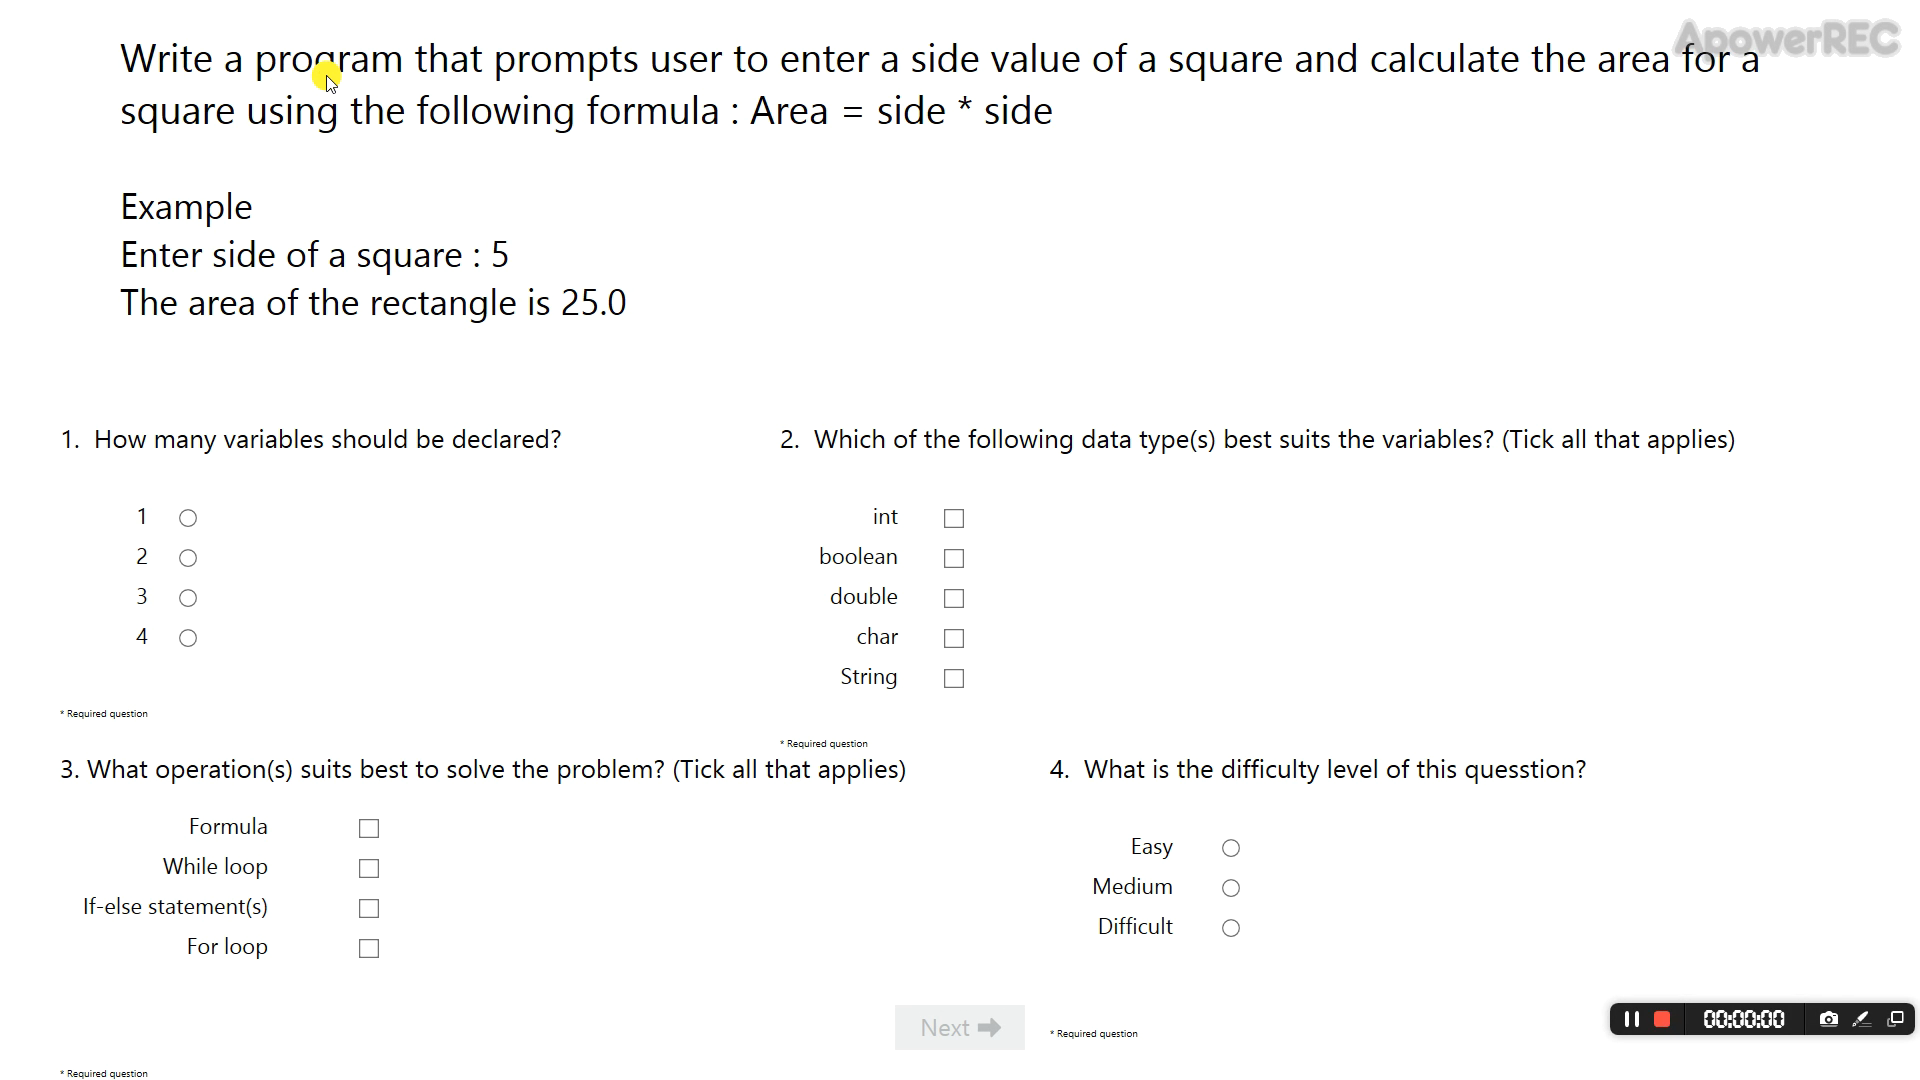 ApowerREC
Write a program that prompts user to enter a side value of a square and calculate the area for a
square using the following formula : Area = side * side
Example
Enter side of a square : 5
The area of the rectangle is 25.0
1. How many variables should be declared?
1
2
3
4
* Required question
2. Which of the following data type(s) best suits the variables? (Tick all that applies)
int
boolean
double
char
String
* Required question
3. What operation(s) suits best to solve the problem? (Tick all that applies)
Formula
While loop
If-else statement(s)
For loop
4. What is the difficulty level of this quesstion?
Easy
Medium
Difficult
Next
* Required question
00:00:00
* Required question